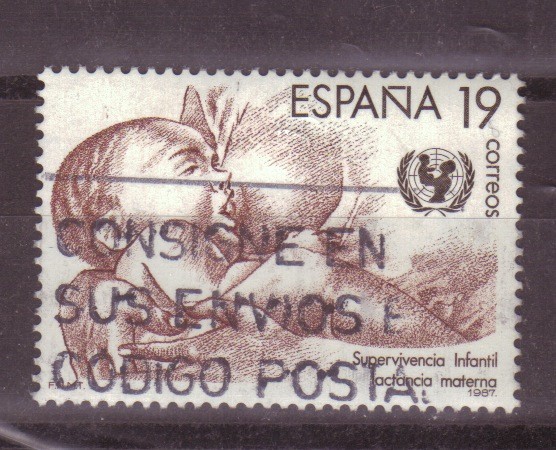 ESPAÑA 19
correos
CONSIGNE EN
SUS ENVIOS E
CODIGO POSTAL
Supervivencia Infantil
lactancia materna
1987.
F.N.M.T.